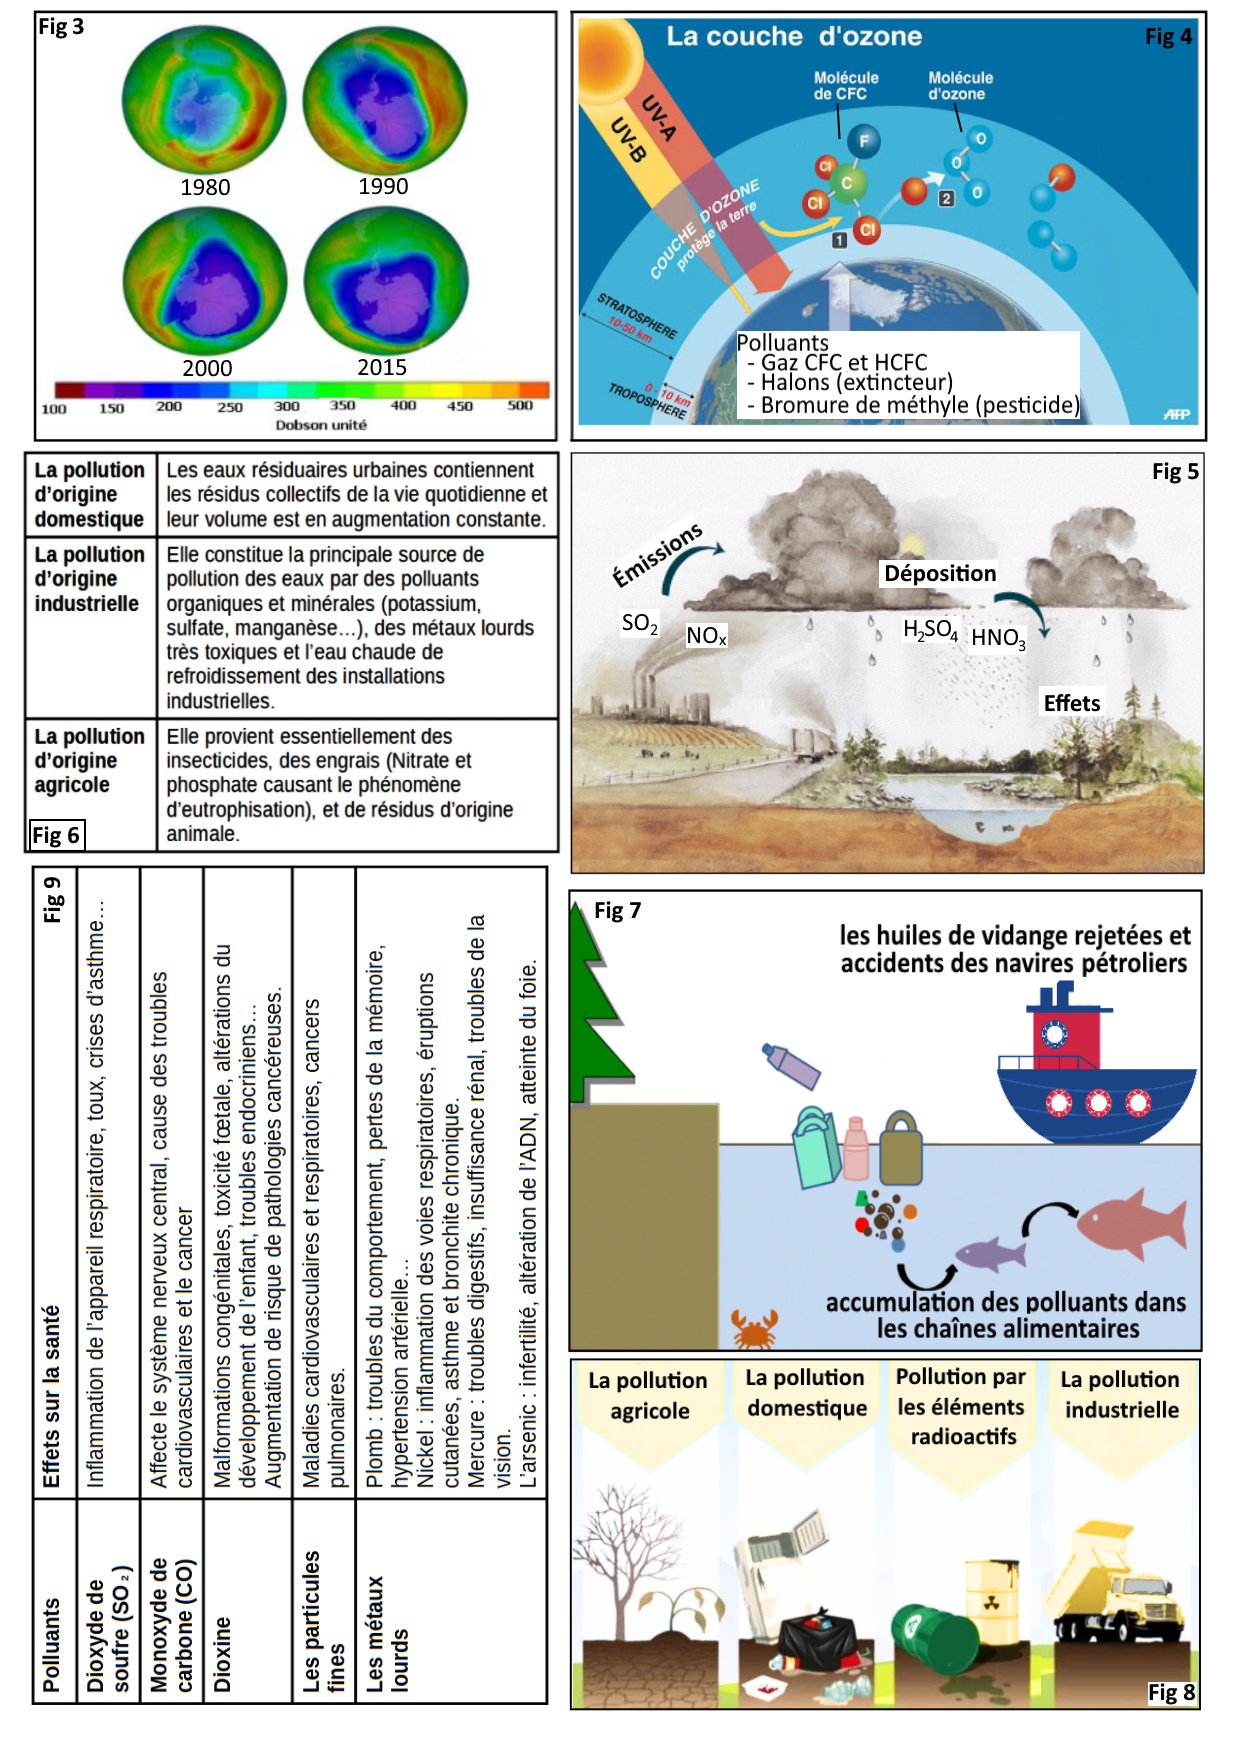 Fig 3
1980
1990
2000
2015
100 150 200 250 300 350 400 450 500
Dobson unité
La couche d'ozone
Fig 4
Molécule
de CFC
Molécule
d'ozone
UV-A
UV-B
F
Cl
C
Cl
Cl
O
O
O
1
2
COUCHE D'OZONE
protège la terre
STRATOSPHERE
10-50 km
0 - 10 km
TROPOSPHERE
Polluants
- Gaz CFC et HCFC
- Halons (extincteur)
- Bromure de méthyle (pesticide)
AFP
La pollution
d'origine
domestique
Les eaux résiduaires urbaines contiennent
les résidus collectifs de la vie quotidienne et
leur volume est en augmentation constante.
La pollution
d'origine
industrielle
Elle constitue la principale source de
pollution des eaux par des polluants
organiques et minérales (potassium,
sulfate, manganèse…), des métaux lourds
très toxiques et l'eau chaude de
refroidissement des installations
industrielles.
La pollution
d'origine
agricole
Elle provient essentiellement des
insecticides, des engrais (Nitrate et
phosphate causant le phénomène
d'eutrophisation), et de résidus d'origine
animale.
Fig 6
Fig 5
Émissions
SO₂
NOₓ
Déposition
H₂SO₄
HNO₃
Effets
Polluants
Effets sur la santé
Fig 9
Dioxyde de
soufre (SO₂)
Inflammation de l'appareil respiratoire, toux, crises d'asthme…
Monoxyde de
carbone (CO)
Affecte le système nerveux central, cause des troubles
cardiovasculaires et le cancer
Dioxine
Malformations congénitales, toxicité fœtale, altérations du
développement de l'enfant, troubles endocriniens…
Augmentation de risque de pathologies cancéreuses.
Les particules
fines
Maladies cardiovasculaires et respiratoires, cancers
pulmonaires.
Les métaux
lourds
Plomb : troubles du comportement, pertes de la mémoire,
hypertension artérielle…
Nickel : inflammation des voies respiratoires, éruptions
cutanées, asthme et bronchite chronique.
Mercure : troubles digestifs, insuffisance rénal, troubles de la
vision.
L'arsenic : infertilité, altération de l'ADN, atteinte du foie.
Fig 7
les huiles de vidange rejetées et
accidents des navires pétroliers
accumulation des polluants dans
les chaînes alimentaires
La pollution
agricole
La pollution
domestique
Pollution par
les éléments
radioactifs
La pollution
industrielle
Fig 8